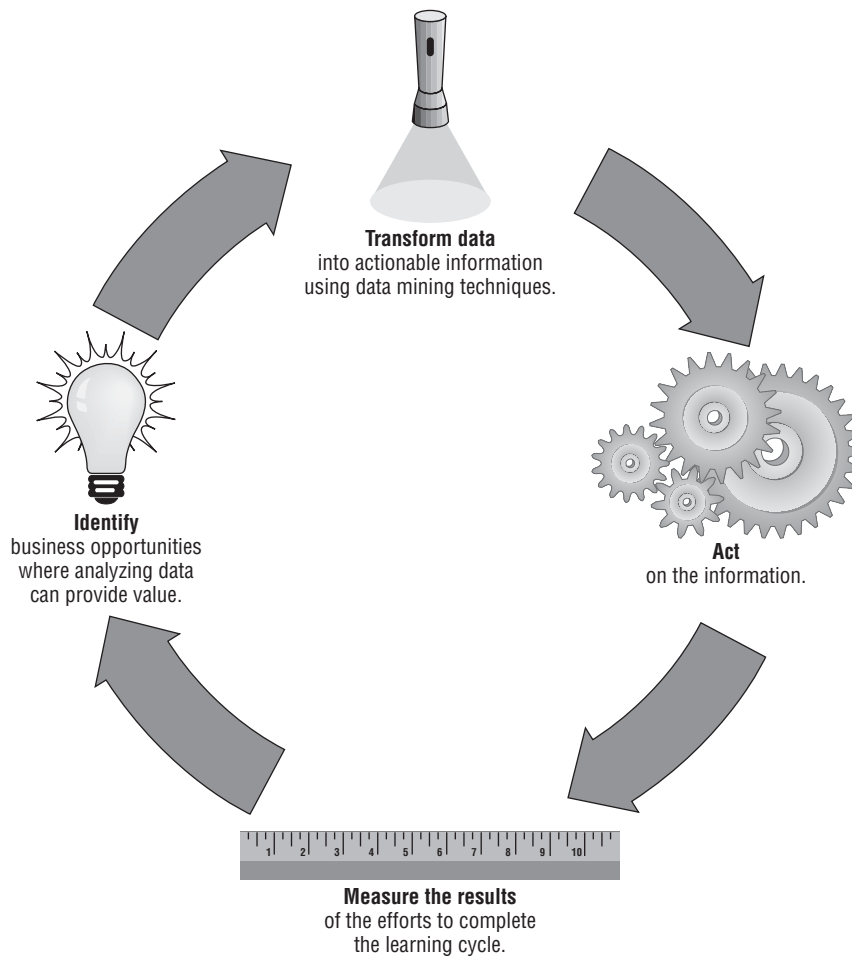 Transform data
into actionable information
using data mining techniques.
Identify
business opportunities
where analyzing data
can provide value.
Act
on the information.
1 2 3 4 5 6 7 8 9 10
Measure the results
of the efforts to complete
the learning cycle.